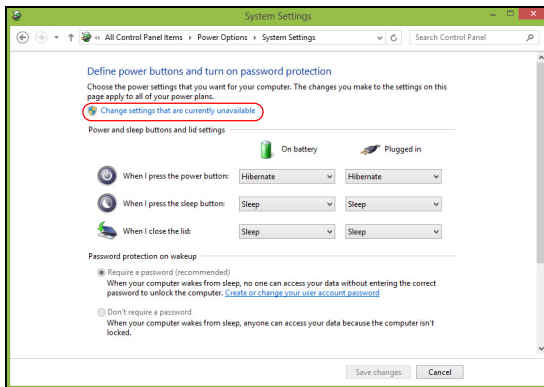 System Settings
« All Control Panel Items ▸ Power Options ▸ System Settings
Search Control Panel
Define power buttons and turn on password protection
Choose the power settings that you want for your computer. The changes you make to the settings on this
page apply to all of your power plans.
Change settings that are currently unavailable
Power and sleep buttons and lid settings
On battery Plugged in
When I press the power button: Hibernate Hibernate
When I press the sleep button: Sleep Sleep
When I close the lid: Sleep Sleep
Password protection on wakeup
Require a password (recommended)
When your computer wakes from sleep, no one can access your data without entering the correct
password to unlock the computer. Create or change your user account password
Don't require a password
When your computer wakes from sleep, anyone can access your data because the computer isn't
locked.
Save changes Cancel